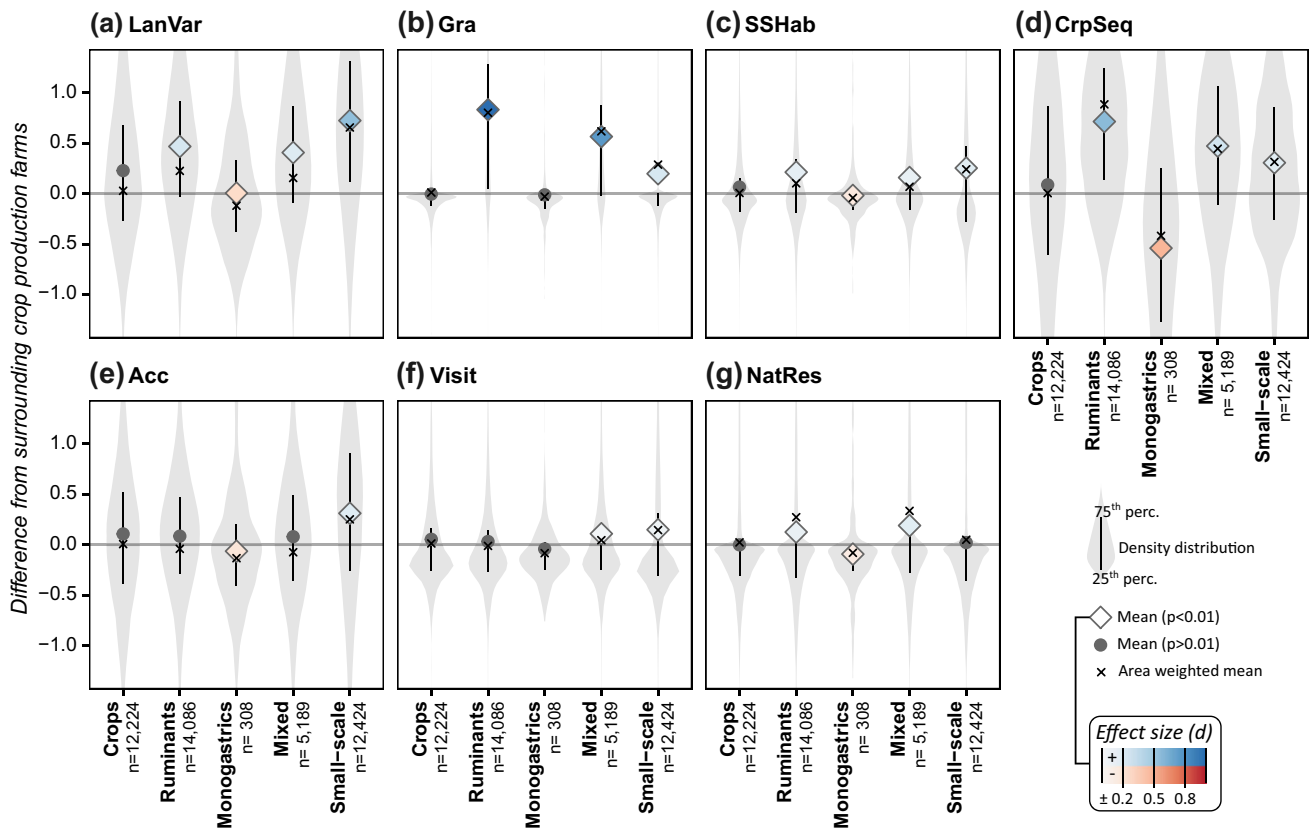 (a) LanVar
(b) Gra
(c) SSHab
(d) CrpSeq
Difference from surrounding crop production farms
1.0
0.5
0.0
−0.5
−1.0
Crops
n=12,224
Ruminants
n=14,086
Monogastrics
n= 308
Mixed
n= 5,189
Small−scale
n=12,424
(e) Acc
(f) Visit
(g) NatRes
1.0
0.5
0.0
−0.5
−1.0
Crops
n=12,224
Ruminants
n=14,086
Monogastrics
n= 308
Mixed
n= 5,189
Small−scale
n=12,424
Crops
n=12,224
Ruminants
n=14,086
Monogastrics
n= 308
Mixed
n= 5,189
Small−scale
n=12,424
Crops
n=12,224
Ruminants
n=14,086
Monogastrics
n= 308
Mixed
n= 5,189
Small−scale
n=12,424
75th perc.
Density distribution
25th perc.
Mean (p<0.01)
Mean (p>0.01)
Area weighted mean
Effect size (d)
+
-
± 0.2 0.5 0.8